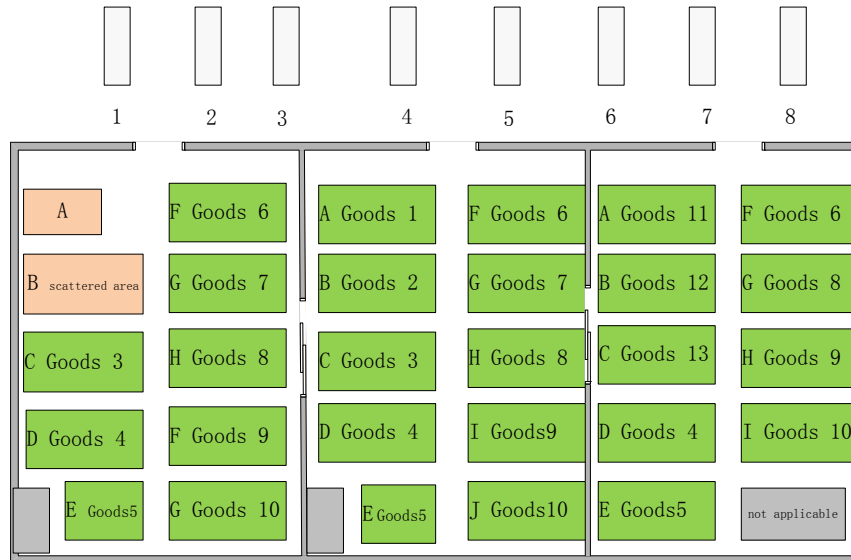 1 2 3 4 5 6 7 8
A
F Goods 6
A Goods 1
F Goods 6
A Goods 11
F Goods 6
B scattered area
G Goods 7
B Goods 2
G Goods 7
B Goods 12
G Goods 8
C Goods 3
H Goods 8
C Goods 3
H Goods 8
C Goods 13
H Goods 9
D Goods 4
F Goods 9
D Goods 4
I Goods9
D Goods 4
I Goods 10
E Goods5
G Goods 10
E Goods5
J Goods10
E Goods5
not applicable